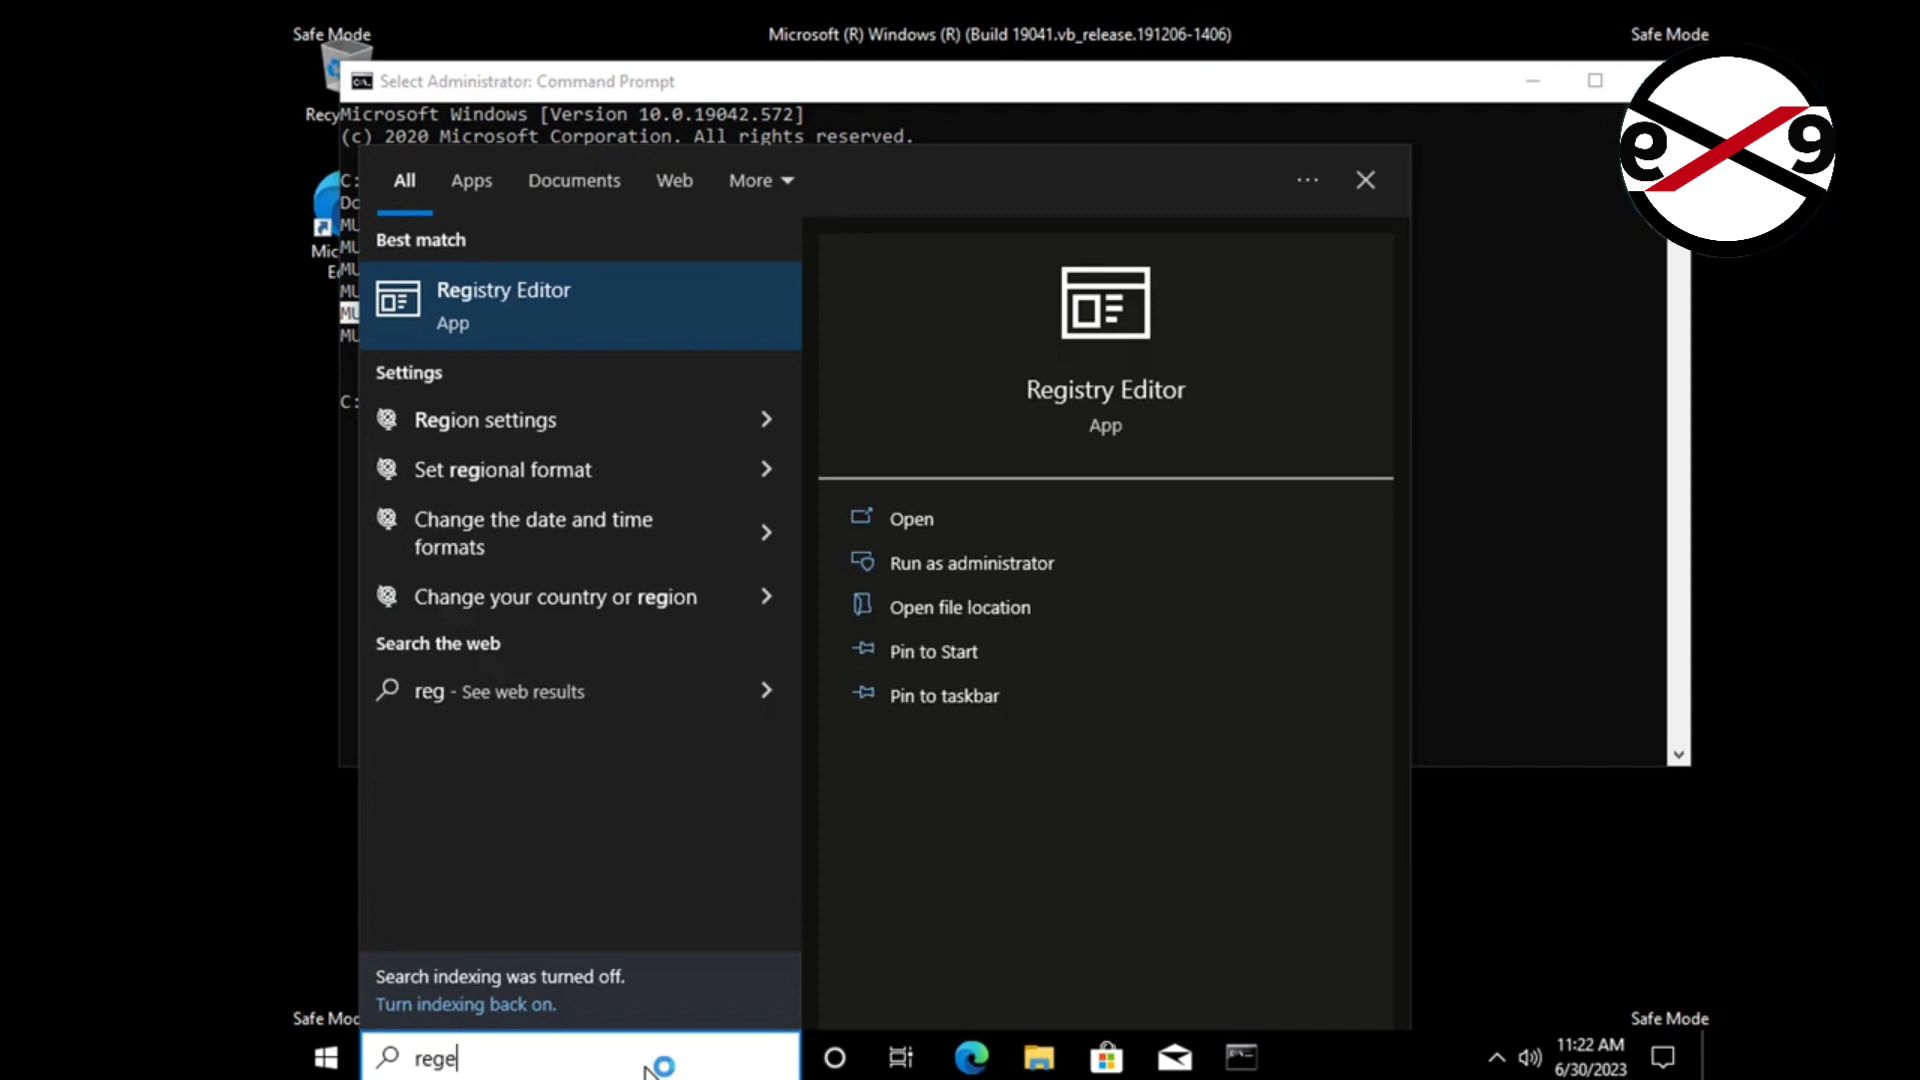 Safe Mode
Microsoft (R) Windows (R) (Build 19041.vb_release.191206-1406)
Safe Mode
Select Administrator: Command Prompt
Microsoft Windows [Version 10.0.19042.572]
(c) 2020 Microsoft Corporation. All rights reserved.
e
9
All
Apps
Documents
Web
More
Best match
Registry Editor
App
Settings
Region settings
Set regional format
Change the date and time
formats
Change your country or region
Search the web
reg - See web results
Registry Editor
App
Open
Run as administrator
Open file location
Pin to Start
Pin to taskbar
Search indexing was turned off.
Turn indexing back on.
Safe Mode
rege
11:22 AM
6/30/2023